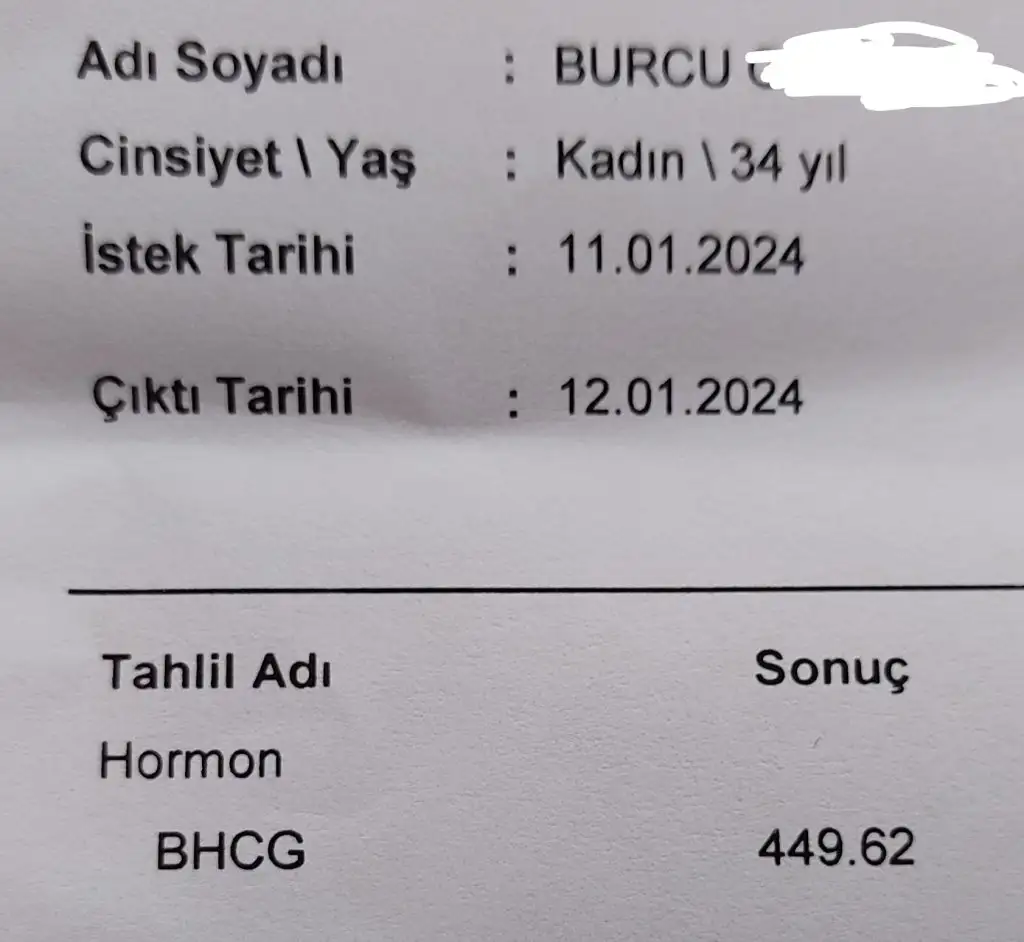 Adı Soyadı : BURCU
Cinsiyet \ Yaş : Kadın \ 34 yıl
İstek Tarihi : 11.01.2024
Çıktı Tarihi : 12.01.2024
Tahlil Adı Sonuç
Hormon
BHCG 449.62